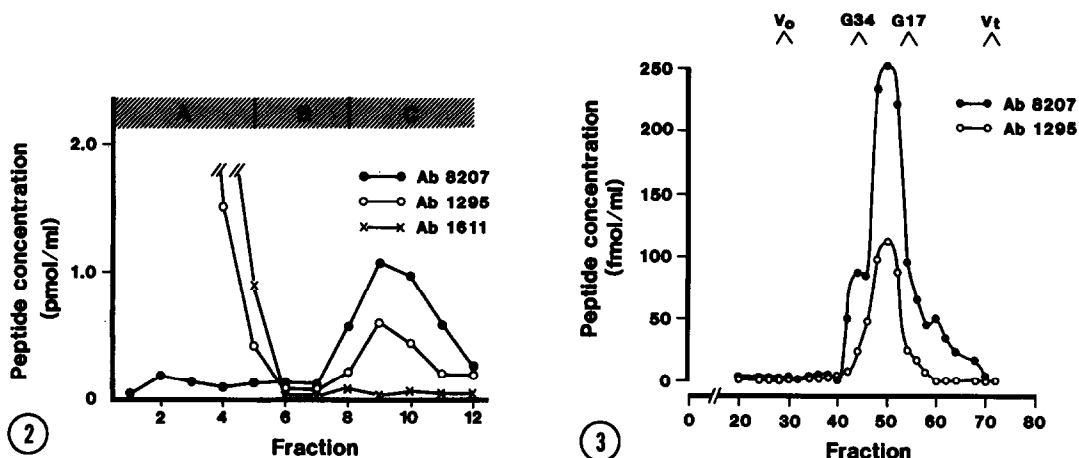 A B C
Peptide concentration
(pmol/ml)
2.0
1.0
0
Ab 8207
Ab 1295
Ab 1611
2 4 6 8 10 12
Fraction
2
Vo G34 G17 Vt
Peptide concentration
(fmol/ml)
250
200
150
100
50
0
Ab 8207
Ab 1295
0 20 30 40 50 60 70 80
Fraction
3